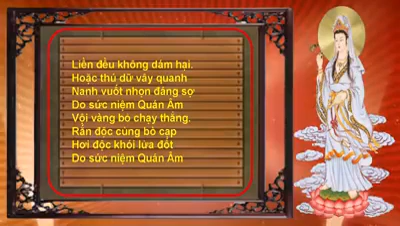 Liền đều không dám hại.
Hoặc thú dữ vây quanh
Nanh vuốt nhọn đáng sợ
Do sức niệm Quán Âm
Vội vàng bỏ chạy thẳng.
Rắn độc cùng bò cạp
Hơi độc khói lửa đốt
Do sức niệm Quán Âm